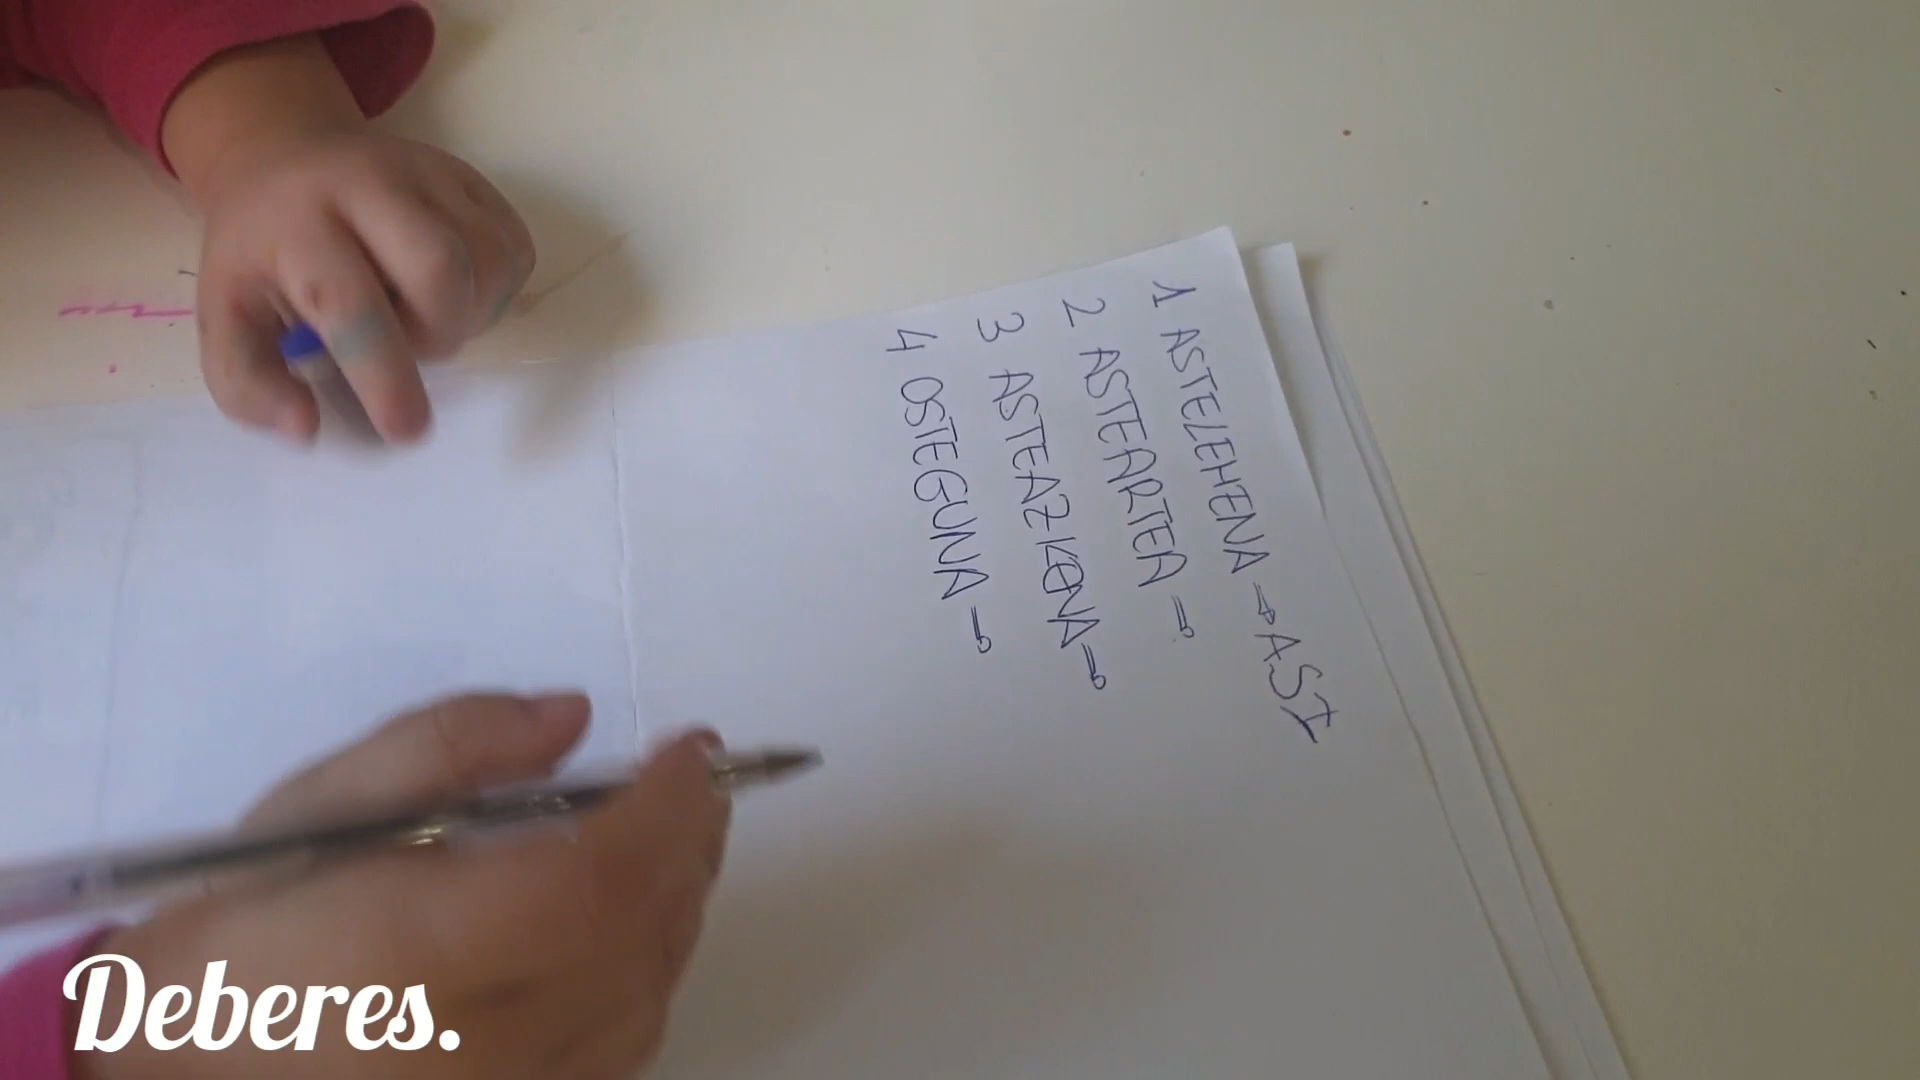 1 ASTELEHENA → ASI
2 ASTEARTEA →
3 ASTEAZKENA →
4 OSTEGUNA →
Deberes.